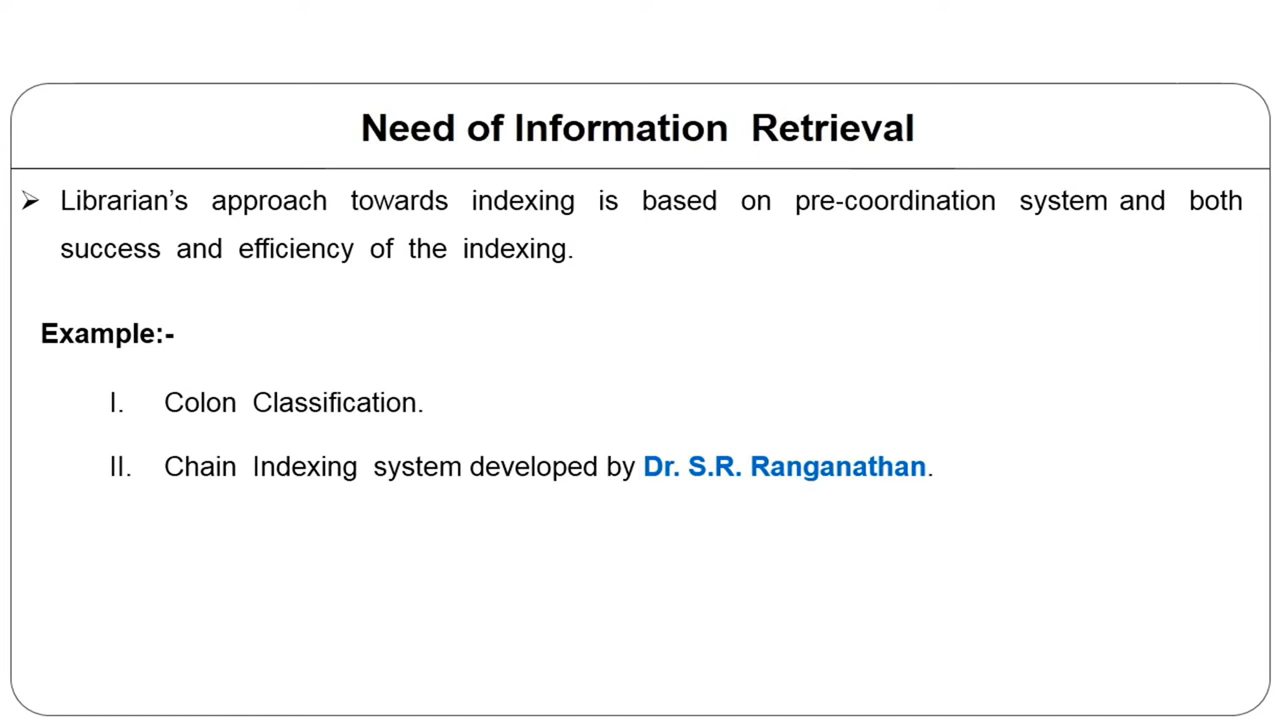 Need of Information Retrieval
➢ Librarian’s approach towards indexing is based on pre-coordination system and both
success and efficiency of the indexing.
Example:-
I. Colon Classification.
II. Chain Indexing system developed by Dr. S.R. Ranganathan.